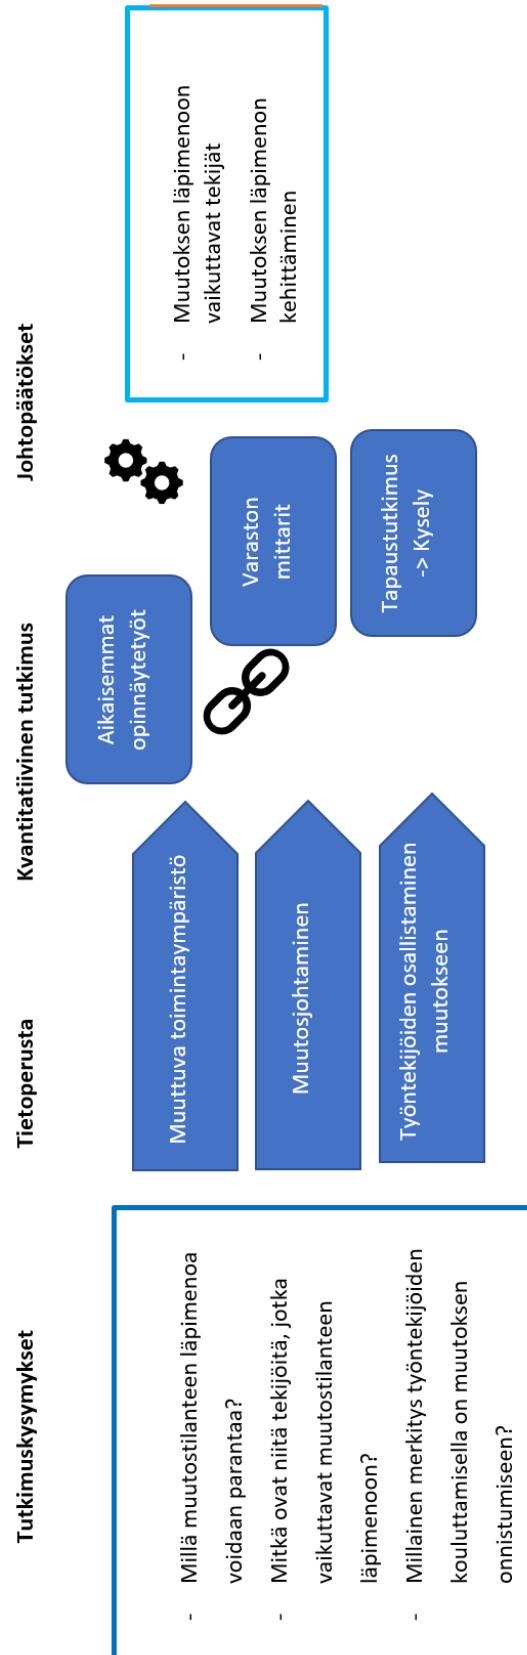 Tutkimuskysymykset
- Millä muutostilanteen läpimenoa
voidaan parantaa?
- Mitkä ovat niitä tekijöitä, jotka
vaikuttavat muutostilanteen
läpimenoon?
- Millainen merkitys työntekijöiden
kouluttamisella on muutoksen
onnistumiseen?
Tietoperusta
Muuttuva toimintaympäristö
Muutosjohtaminen
Työntekijöiden osallistaminen
muutokseen
Kvantitatiivinen tutkimus
Aikaisemmat
opinnäytetyöt
Varaston
mittarit
Tapaustutkimus
-> Kysely
Johtopäätökset
- Muutoksen läpimenoon
vaikuttavat tekijät
- Muutoksen läpimenon
kehittäminen